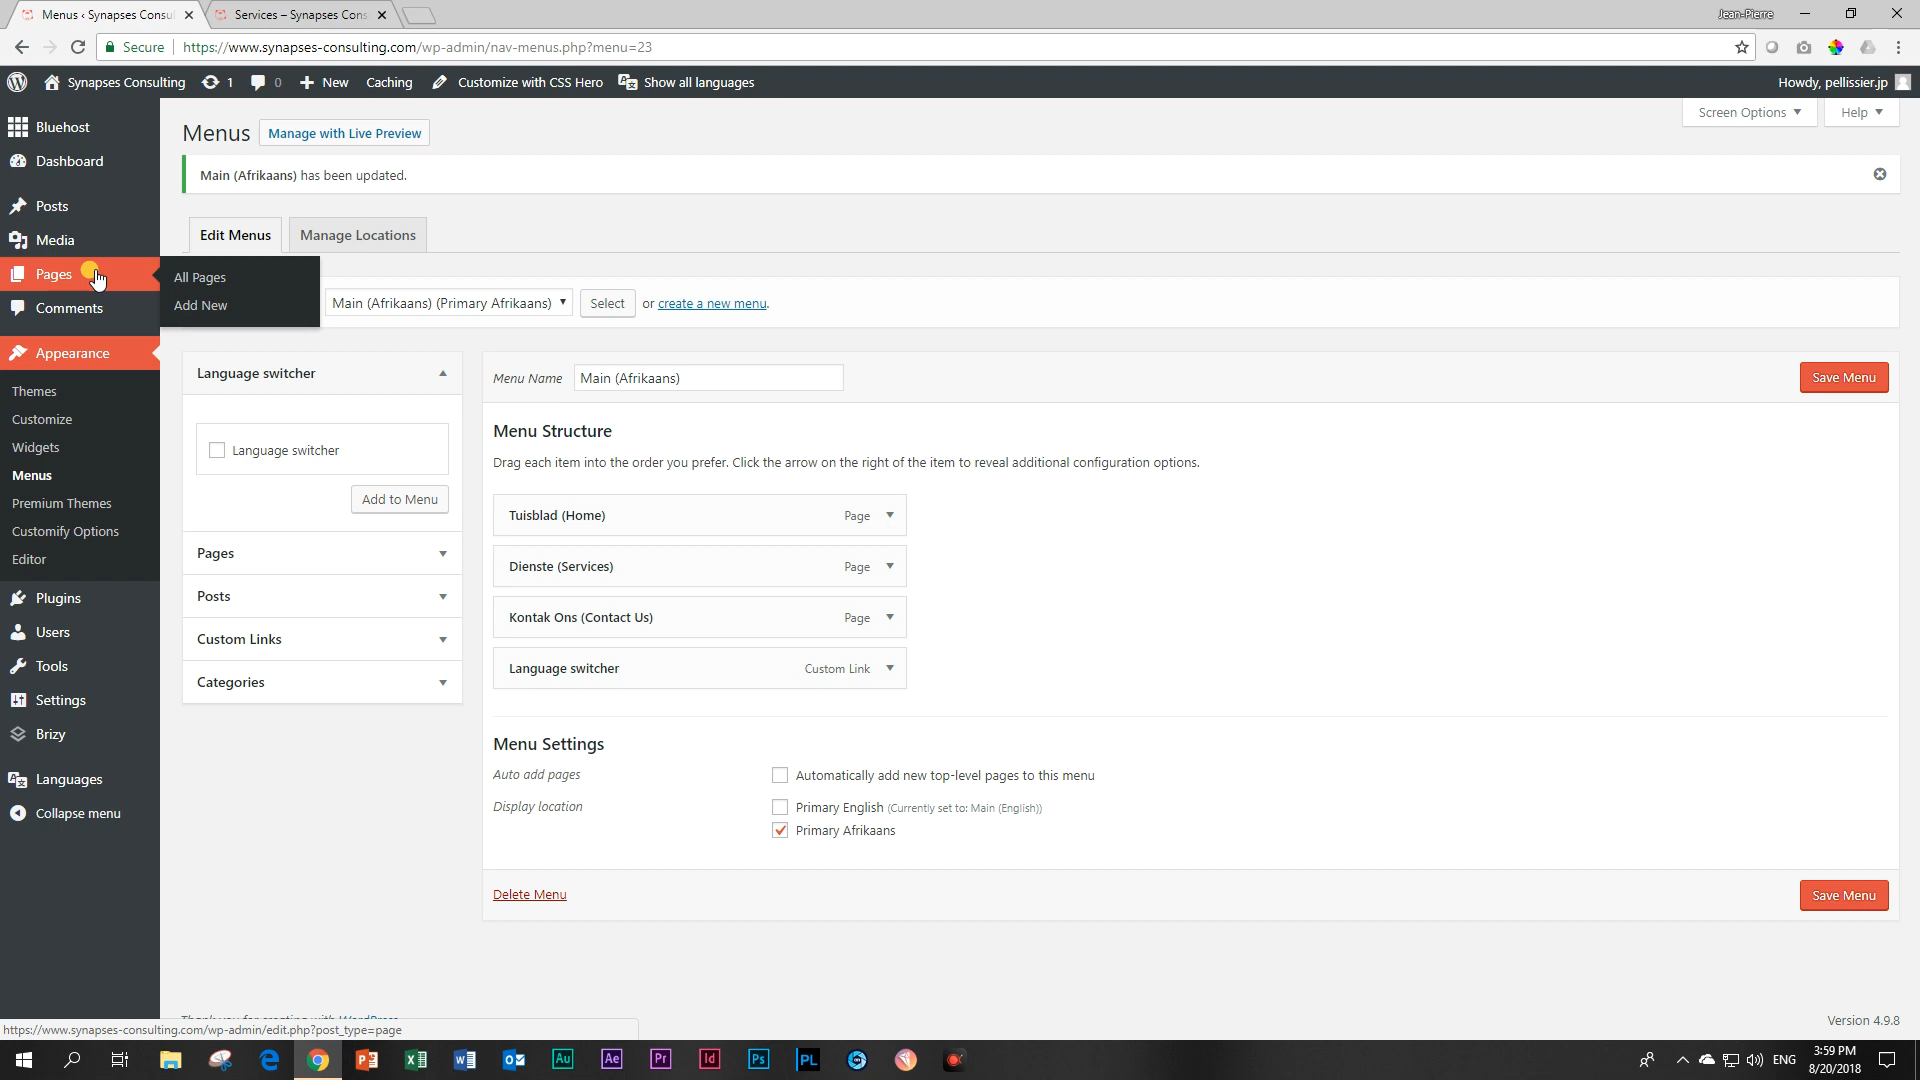 Menus ‹ Synapses Consul
Services – Synapses Cons
Jean-Pierre
Secure
https://www.synapses-consulting.com/wp-admin/nav-menus.php?menu=23
Synapses Consulting
1
0
New
Caching
Customize with CSS Hero
Show all languages
Howdy, pellissier.jp
Bluehost
Dashboard
Posts
Media
Pages
Comments
Appearance
Themes
Customize
Widgets
Menus
Premium Themes
Customify Options
Editor
Plugins
Users
Tools
Settings
Brizy
Languages
Collapse menu
All Pages
Add New
Screen Options
Help
Menus
Manage with Live Preview
Main (Afrikaans) has been updated.
Edit Menus
Manage Locations
Main (Afrikaans) (Primary Afrikaans)
Select
or create a new menu.
Language switcher
Language switcher
Add to Menu
Pages
Posts
Custom Links
Categories
Menu Name
Main (Afrikaans)
Save Menu
Menu Structure
Drag each item into the order you prefer. Click the arrow on the right of the item to reveal additional configuration options.
Tuisblad (Home)
Page
Dienste (Services)
Page
Kontak Ons (Contact Us)
Page
Language switcher
Custom Link
Menu Settings
Auto add pages
Automatically add new top-level pages to this menu
Display location
Primary English (Currently set to: Main (English))
Primary Afrikaans
Delete Menu
Save Menu
Thank you for creating with WordPress
Version 4.9.8
https://www.synapses-consulting.com/wp-admin/edit.php?post_type=page
Au
Ae
Pr
Id
Ps
PL
ENG
3:59 PM
8/20/2018